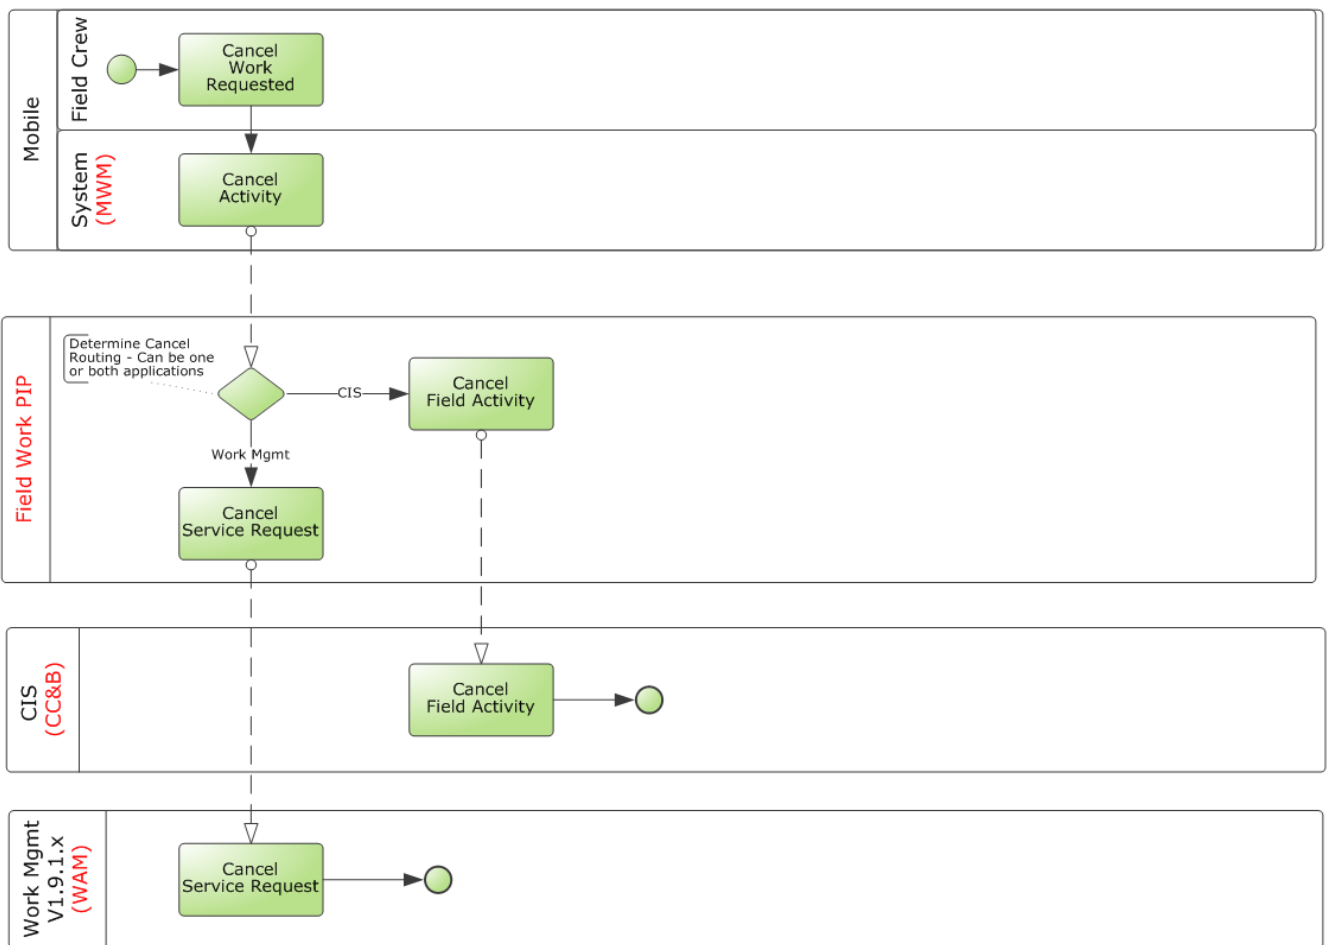 Mobile
Field Crew
Cancel
Work
Requested
System
(MWM)
Cancel
Activity
Field Work PIP
Determine Cancel
Routing - Can be one
or both applications
CIS
Cancel
Field Activity
Work Mgmt
Cancel
Service Request
CIS
(CC&B)
Cancel
Field Activity
Work Mgmt
V1.9.1.x
(WAM)
Cancel
Service Request